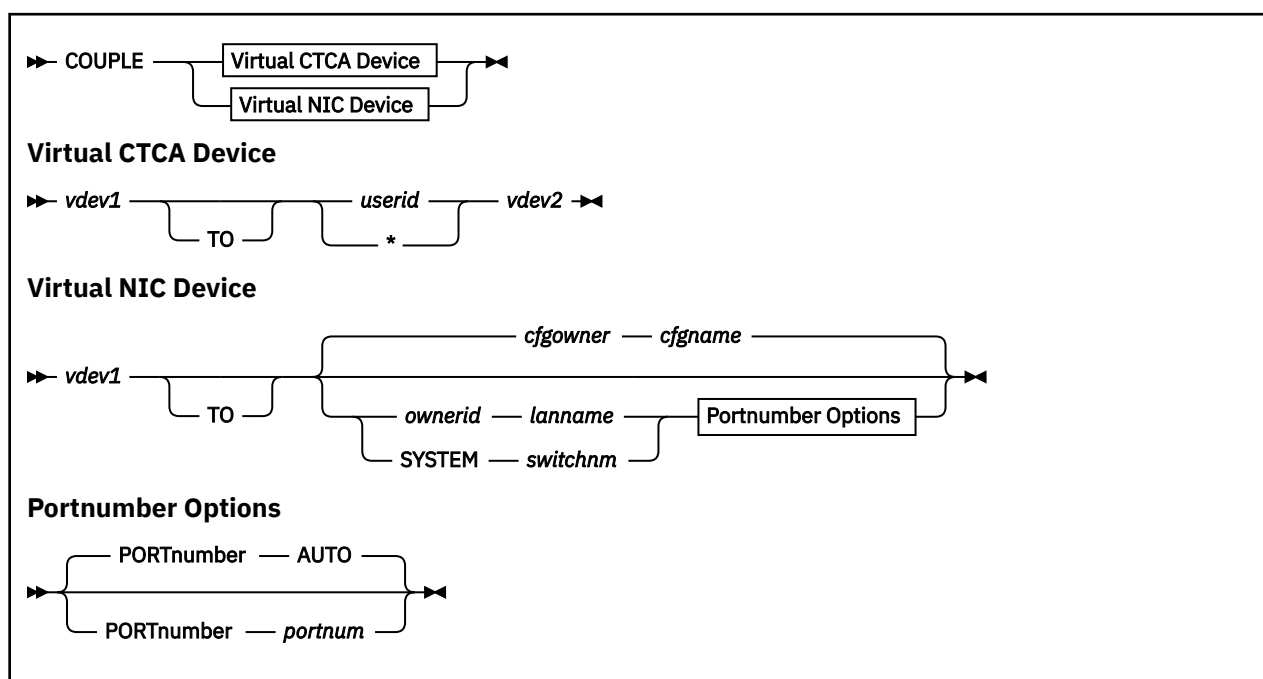 COUPLE Virtual CTCA Device
Virtual NIC Device
Virtual CTCA Device
vdev1 userid vdev2
TO *
Virtual NIC Device
cfgowner cfgname
vdev1
TO ownerid lanname Portnumber Options
SYSTEM switchnm
Portnumber Options
PORTnumber AUTO
PORTnumber portnum